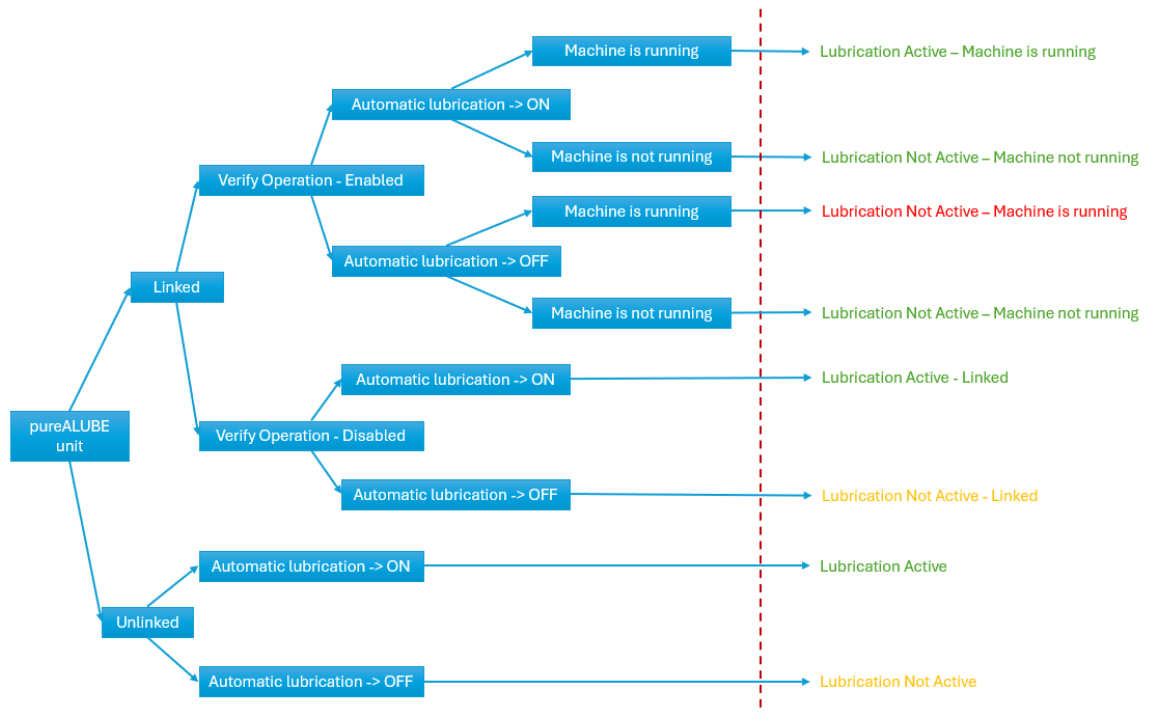 Machine is running
Lubrication Active – Machine is running
Automatic lubrication -> ON
Machine is not running
Lubrication Not Active – Machine not running
Verify Operation - Enabled
Machine is running
Lubrication Not Active – Machine is running
Automatic lubrication -> OFF
Linked
Machine is not running
Lubrication Not Active – Machine not running
Automatic lubrication -> ON
Lubrication Active - Linked
pureALUBE
unit
Verify Operation - Disabled
Automatic lubrication -> OFF
Lubrication Not Active - Linked
Automatic lubrication -> ON
Lubrication Active
Unlinked
Automatic lubrication -> OFF
Lubrication Not Active